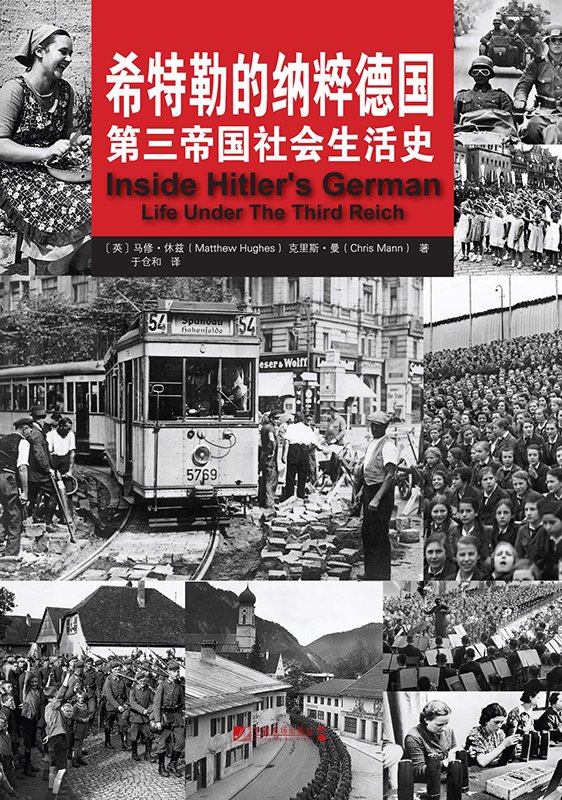 希特勒的纳粹德国
第三帝国社会生活史
Inside Hitler's German
Life Under The Third Reich
〔英〕马修·休兹（Matthew Hughes） 克里斯·曼（Chris Mann） 著
于仓和 译
54 Spandau 54
Hakenfelde
eser & Wolff
5769